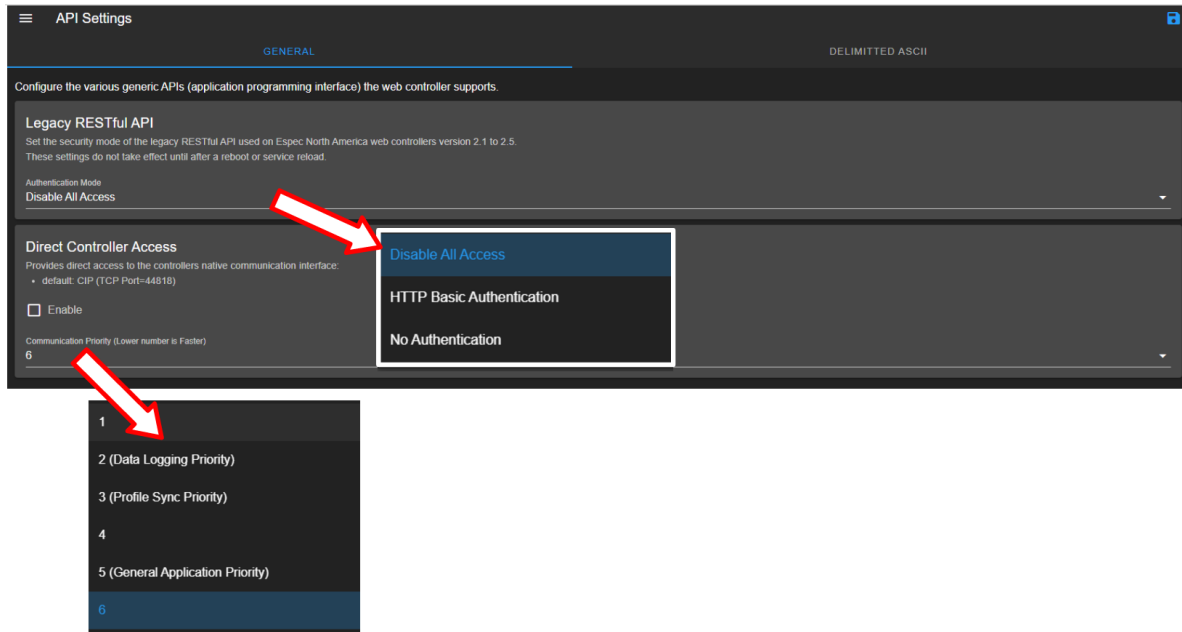 API Settings
GENERAL
DELIMITTED ASCII
Configure the various generic APIs (application programming interface) the web controller supports.
Legacy RESTful API
Set the security mode of the legacy RESTful API used on Espec North America web controllers version 2.1 to 2.5.
These settings do not take effect until after a reboot or service reload.
Authentication Mode
Disable All Access
Direct Controller Access
Provides direct access to the controllers native communication interface:
• default: CIP (TCP Port=44818)
Enable
Communication Priority (Lower number is Faster)
6
Disable All Access
HTTP Basic Authentication
No Authentication
1
2 (Data Logging Priority)
3 (Profile Sync Priority)
4
5 (General Application Priority)
6